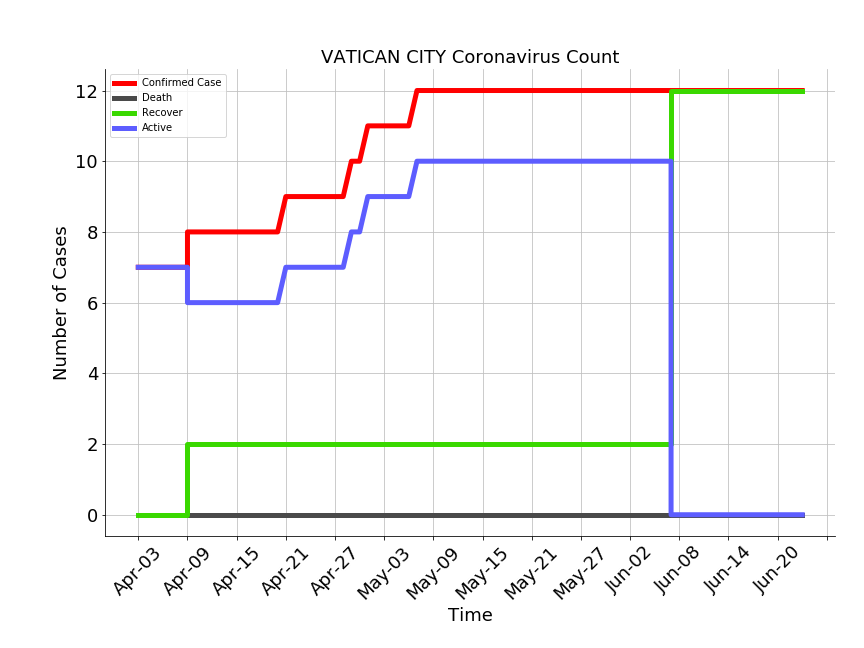 VATICAN CITY Coronavirus Count
Confirmed Case
Death
Recover
Active
Number of Cases
12
10
8
6
4
2
0
Apr-03
Apr-09
Apr-15
Apr-21
Apr-27
May-03
May-09
May-15
May-21
May-27
Jun-02
Jun-08
Jun-14
Jun-20
Time